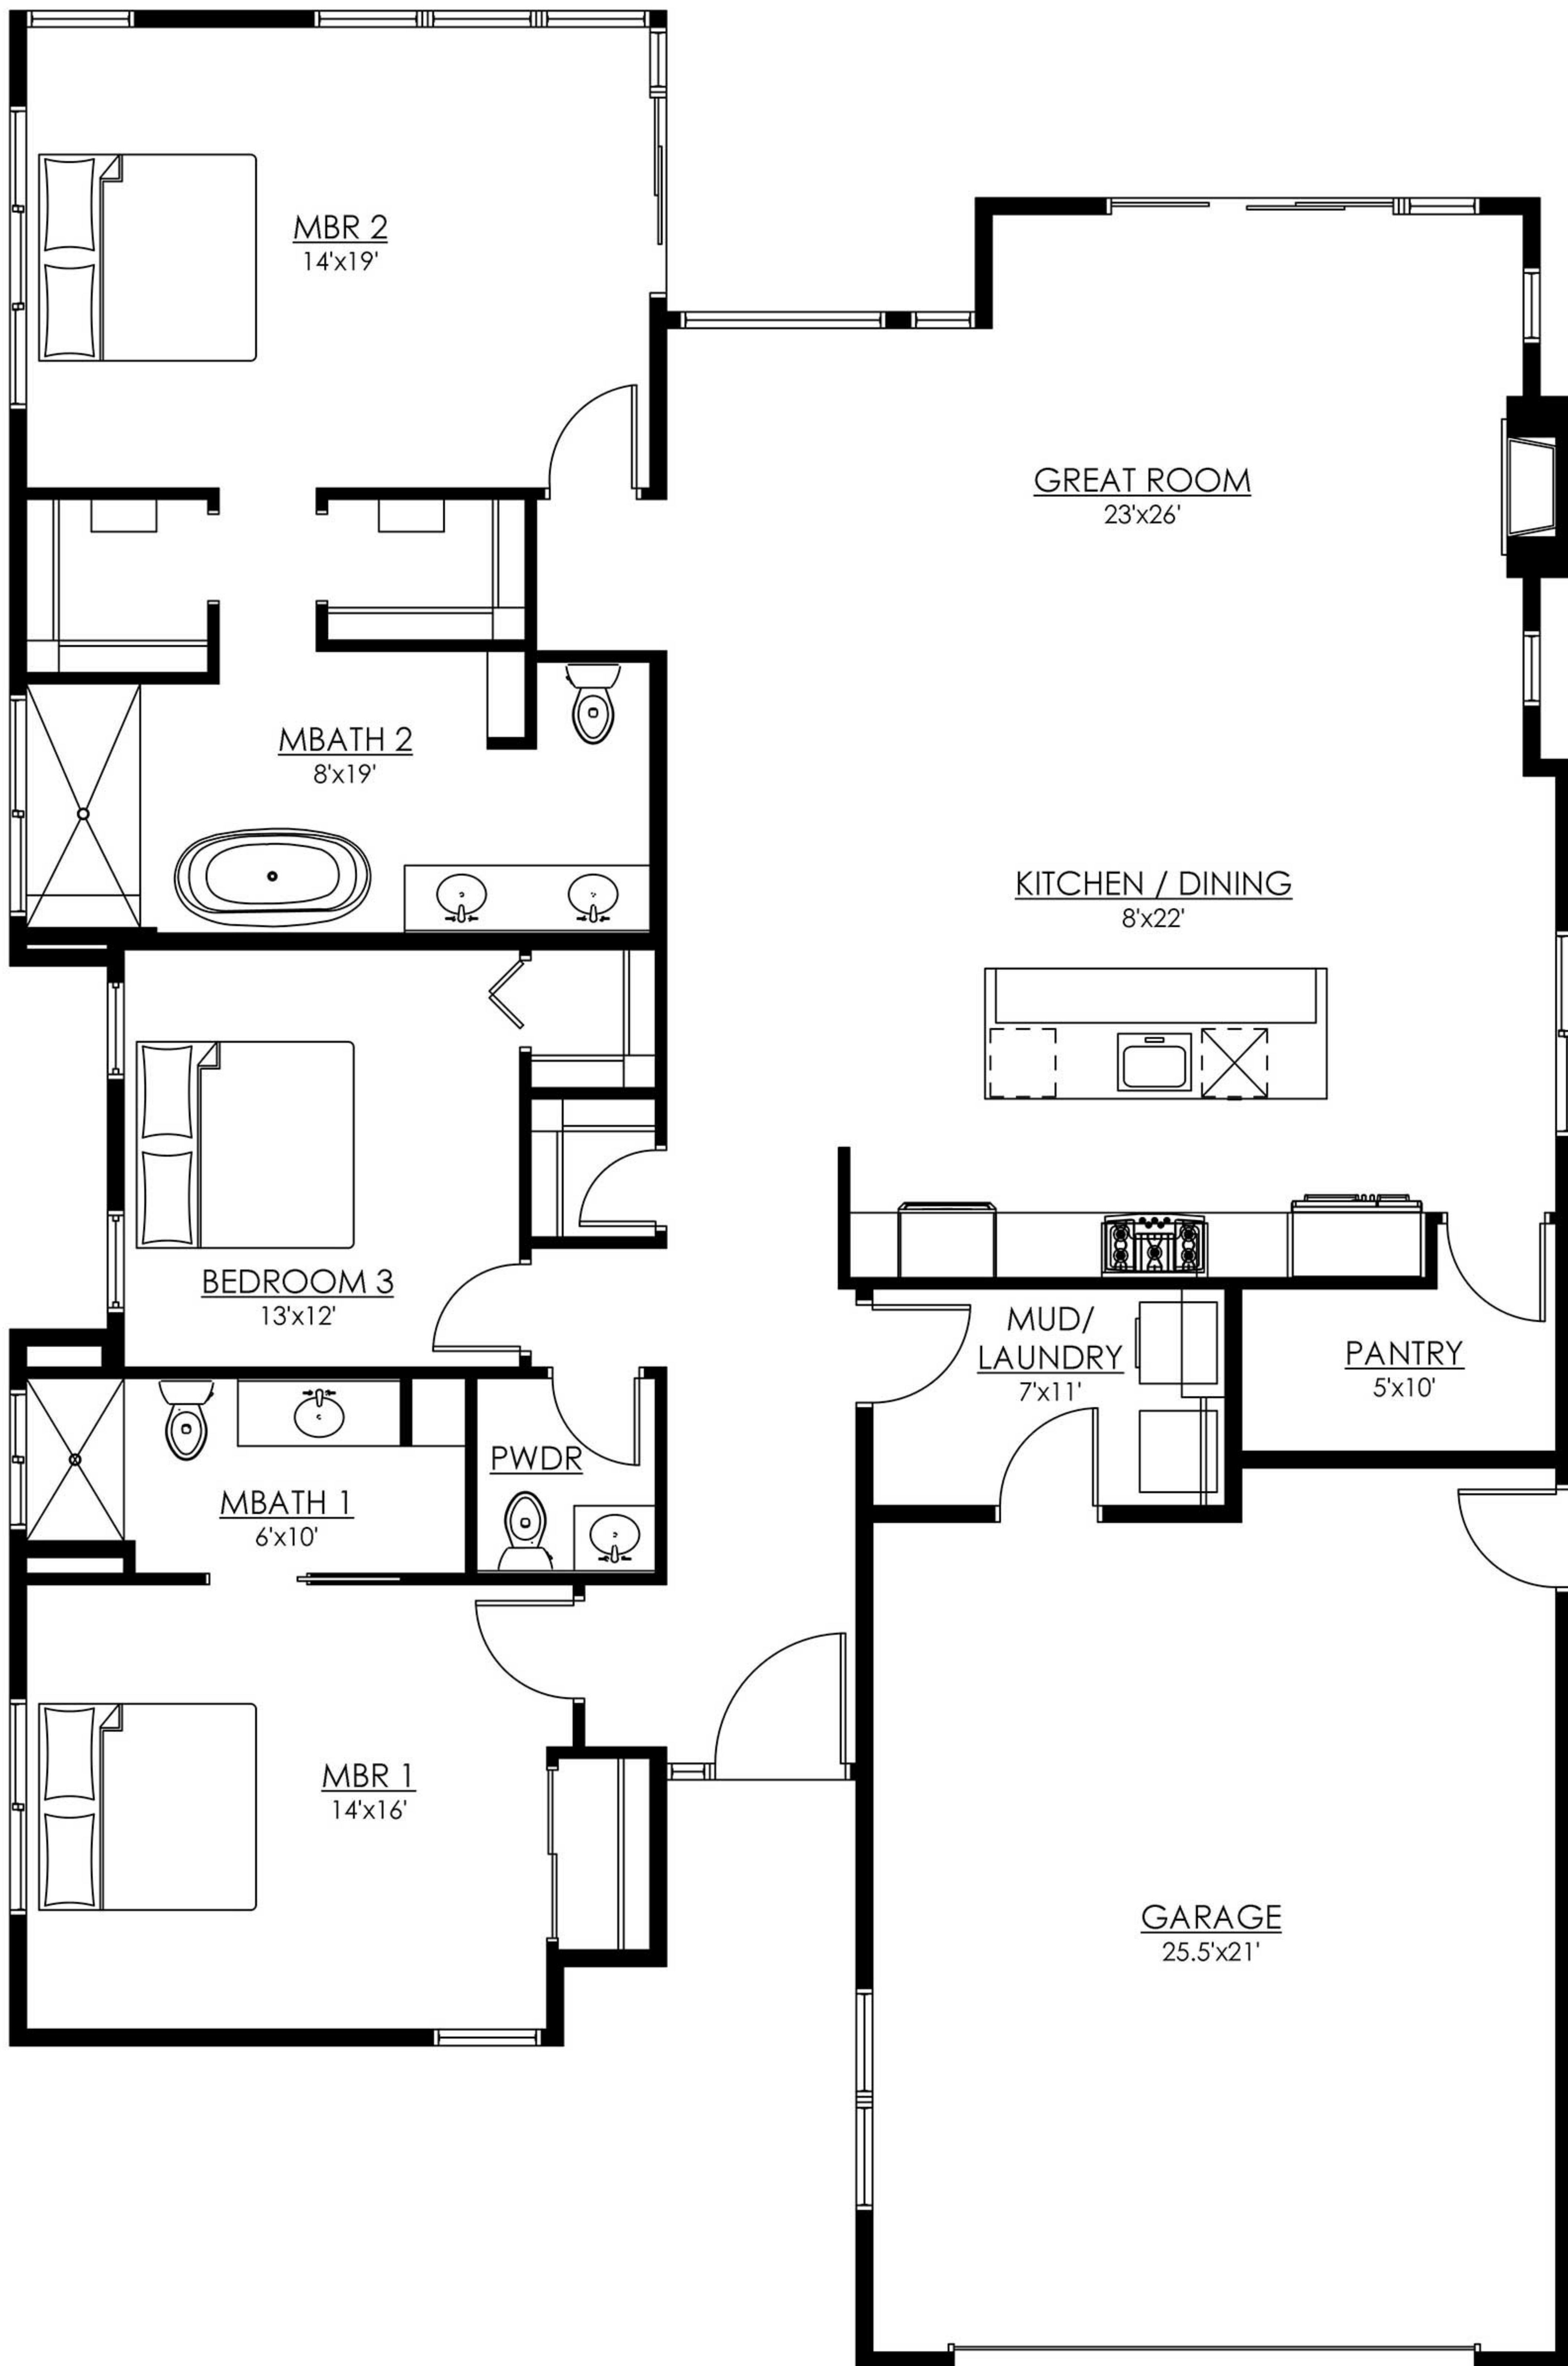 MBR 2
14'x19'
GREAT ROOM
23'x26'
MBATH 2
8'x19'
KITCHEN / DINING
8'x22'
BEDROOM 3
13'x12'
MUD/
LAUNDRY
7'x11'
PANTRY
5'x10'
PWDR
MBATH 1
6'x10'
MBR 1
14'x16'
GARAGE
25.5'x21'